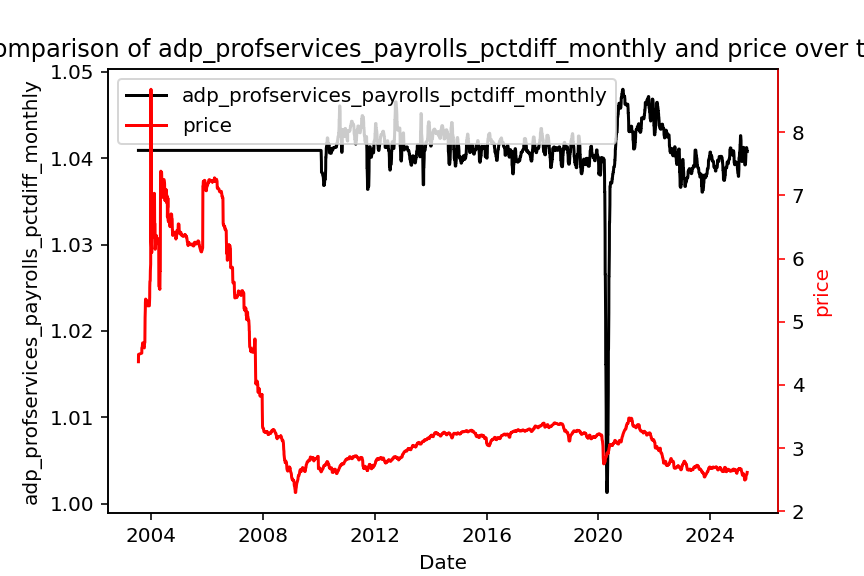 omparison of adp_profservices_payrolls_pctdiff_monthly and price over t
adp_profservices_payrolls_pctdiff_monthly
price
adp_profservices_payrolls_pctdiff_monthly
1.05
1.04
1.03
1.02
1.01
1.00
8
7
6
5
4
3
2
price
2004 2008 2012 2016 2020 2024
Date